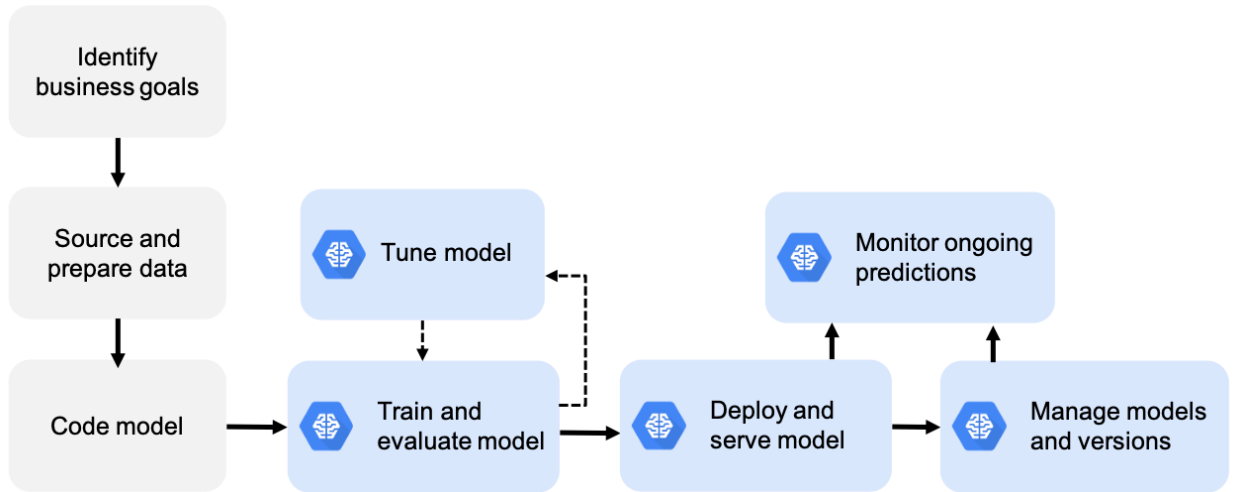 Identify
business goals
Source and
prepare data
Code model
Tune model
Train and
evaluate model
Deploy and
serve model
Monitor ongoing
predictions
Manage models
and versions